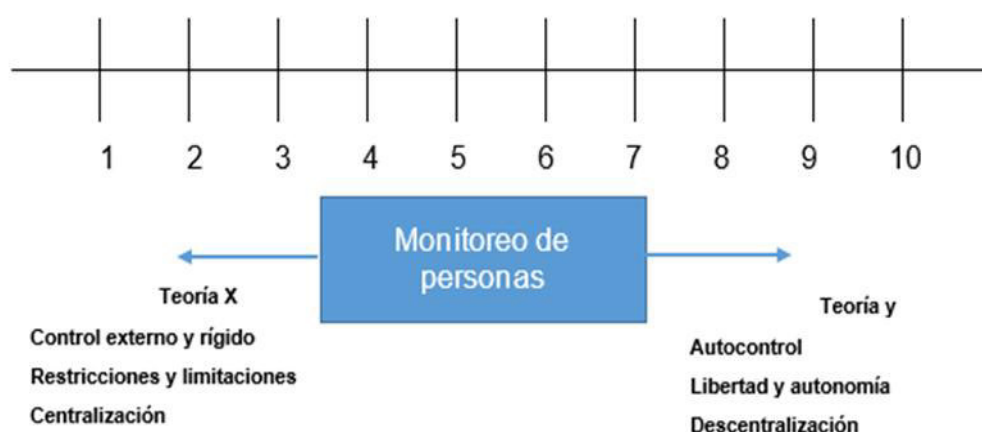 1 2 3 4 5 6 7 8 9 10
Monitoreo de
personas
Teoría X
Control externo y rígido
Restricciones y limitaciones
Centralización
Teoría y
Autocontrol
Libertad y autonomía
Descentralización